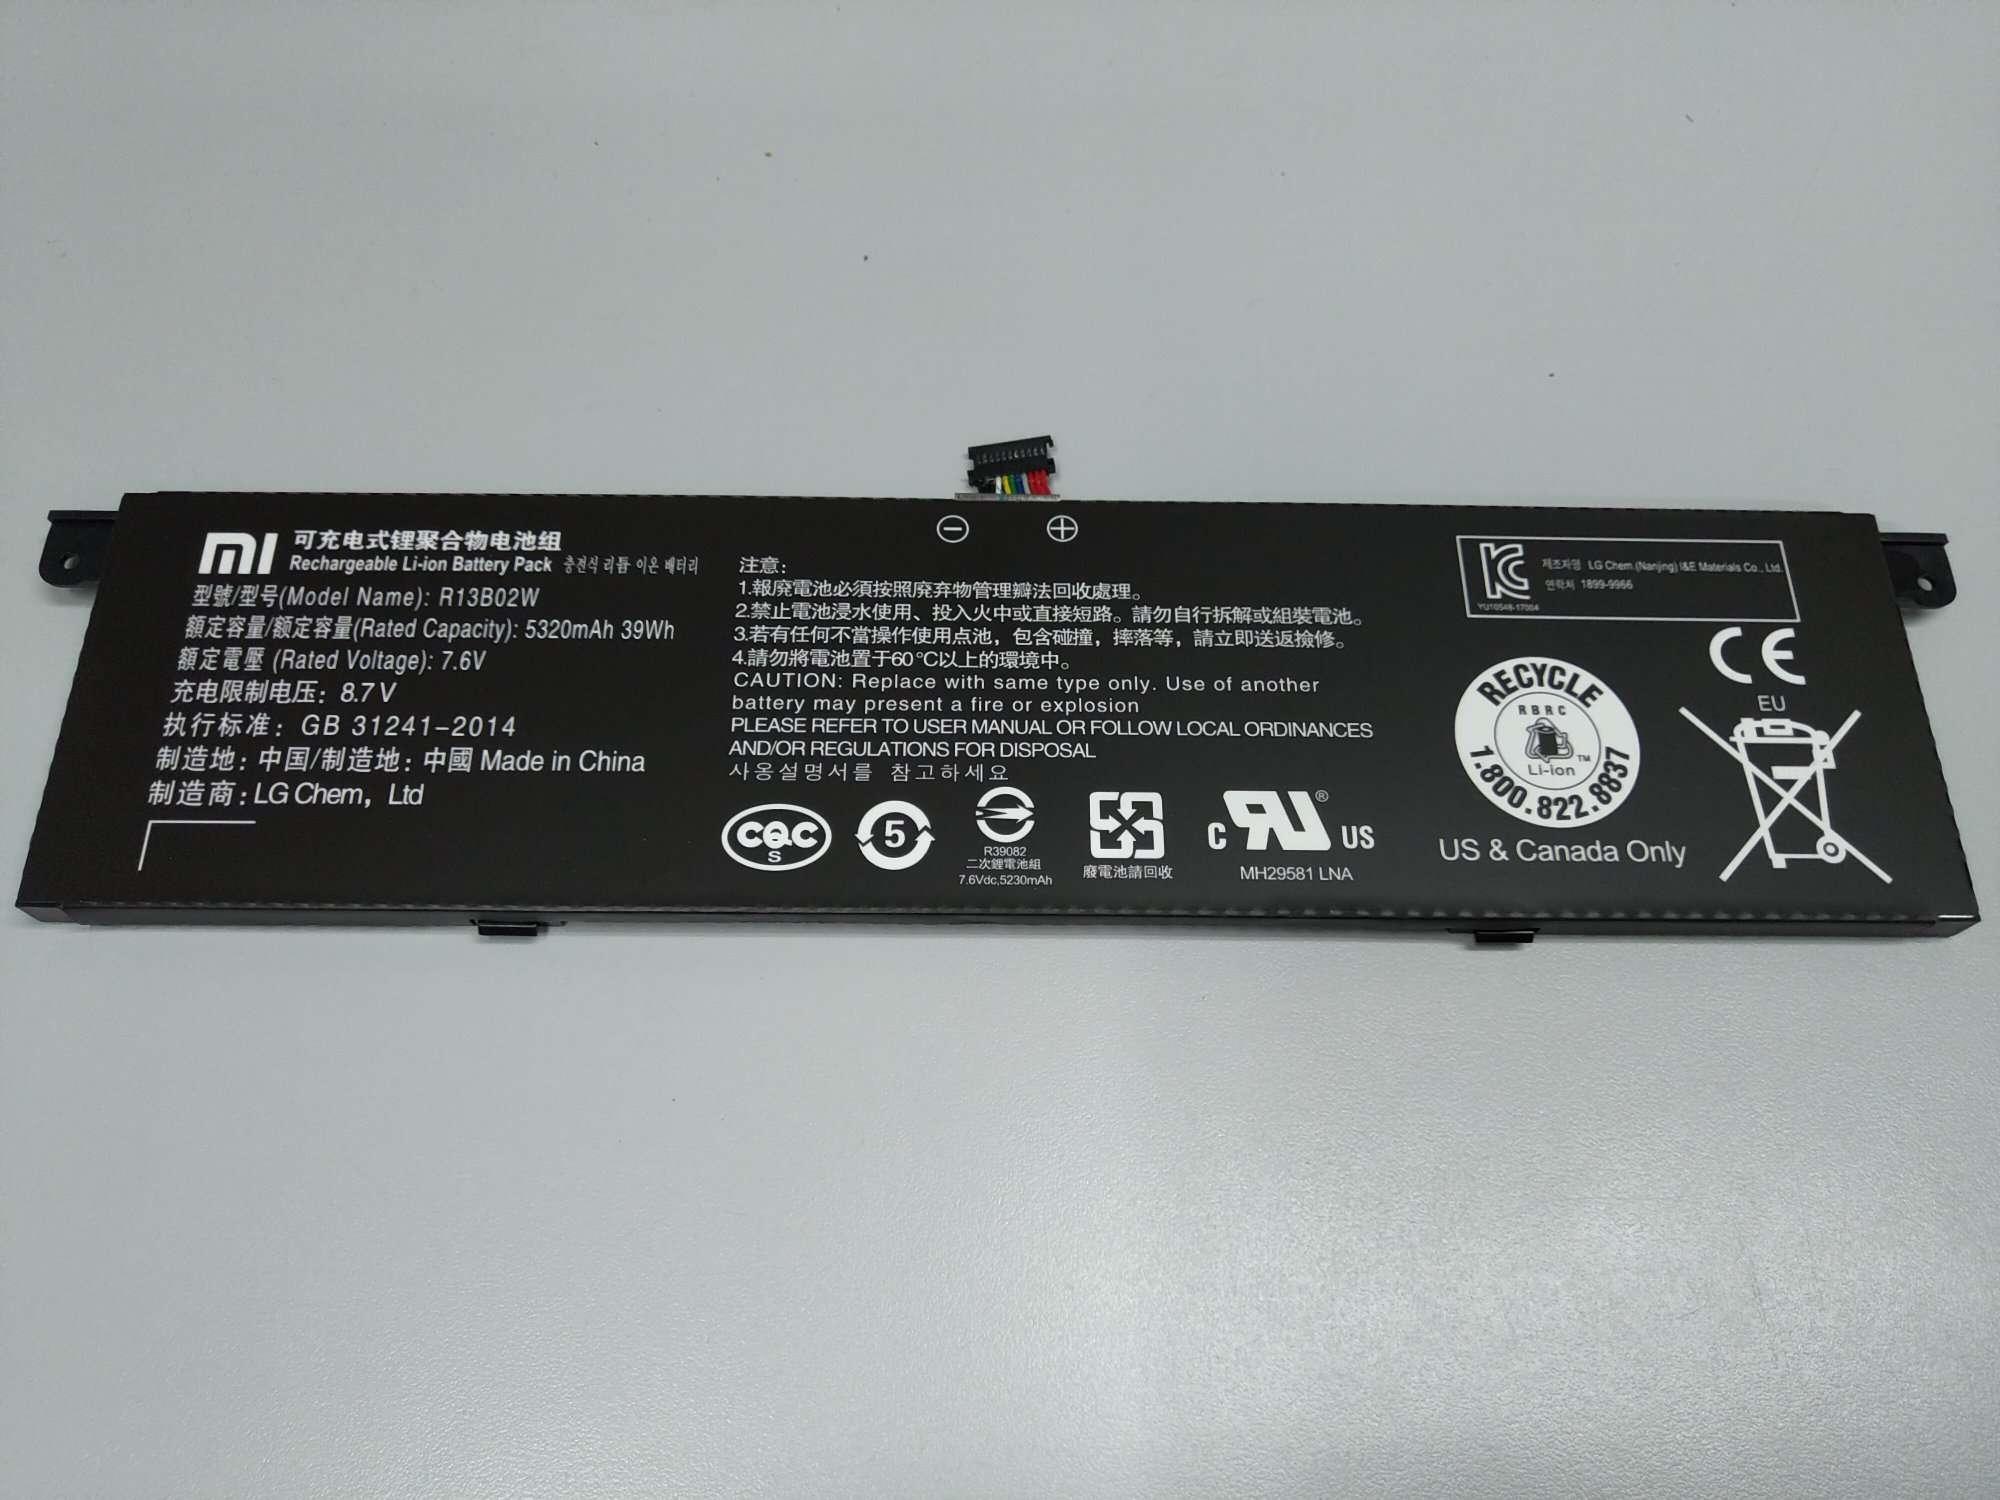 MI 可充电式锂聚合物电池组
Rechargeable Li-ion Battery Pack 충전식 리튬 이온 배터리
型號/型号(Model Name): R13B02W
額定容量/额定容量(Rated Capacity): 5320mAh 39Wh
額定電壓 (Rated Voltage): 7.6V
充电限制电压: 8.7V
执行标准: GB 31241-2014
制造地: 中国/制造地: 中國 Made in China
制造商: LG Chem, Ltd
注意:
1.報廢電池必須按照廢弃物管理瓣法回收處理。
2.禁止電池浸水使用、投入火中或直接短路。請勿自行拆解或組裝電池。
3.若有任何不當操作使用点池，包含碰撞，摔落等，請立即送返撿修。
4.請勿將電池置于60°C以上的環境中。
CAUTION: Replace with same type only. Use of another
battery may present a fire or explosion
PLEASE REFER TO USER MANUAL OR FOLLOW LOCAL ORDINANCES
AND/OR REGULATIONS FOR DISPOSAL
사용설명서를 참고하세요
CQC
S
5
R39082
二次鋰電池組
7.6Vdc,5230mAh
廢電池請回收
c RU ® US
MH29581 LNA
제조자명 LG Chem.(Nanjing) I&E Materials Co., Ltd.
연락처 1899-9966
YU10548-17004
CE
EU
RECYCLE
RBRC
Li-ion ™
1.800.822.8837
US & Canada Only